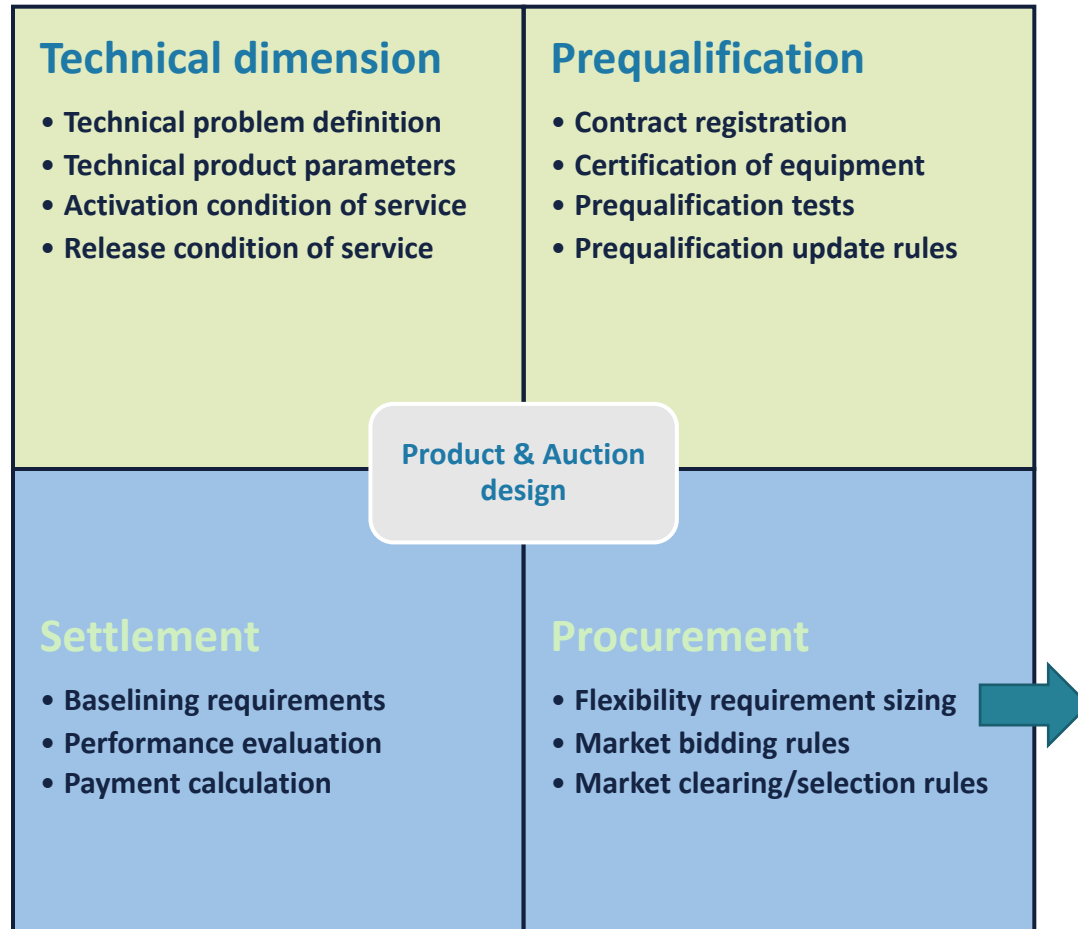 Technical dimension
• Technical problem definition
• Technical product parameters
• Activation condition of service
• Release condition of service
Prequalification
• Contract registration
• Certification of equipment
• Prequalification tests
• Prequalification update rules
Product & Auction
design
Settlement
• Baselining requirements
• Performance evaluation
• Payment calculation
Procurement
• Flexibility requirement sizing
• Market bidding rules
• Market clearing/selection rules